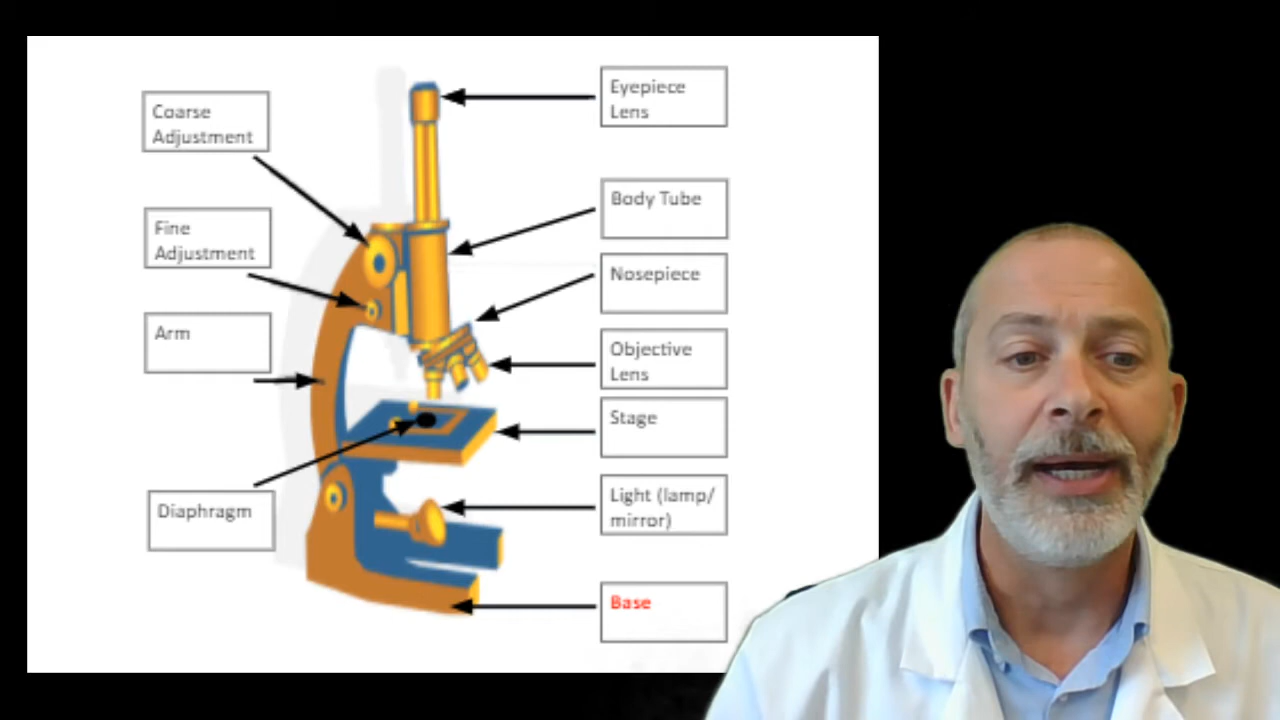 Coarse
Adjustment
Fine
Adjustment
Arm
Diaphragm
Eyepiece
Lens
Body Tube
Nosepiece
Objective
Lens
Stage
Light (lamp/
mirror)
Base